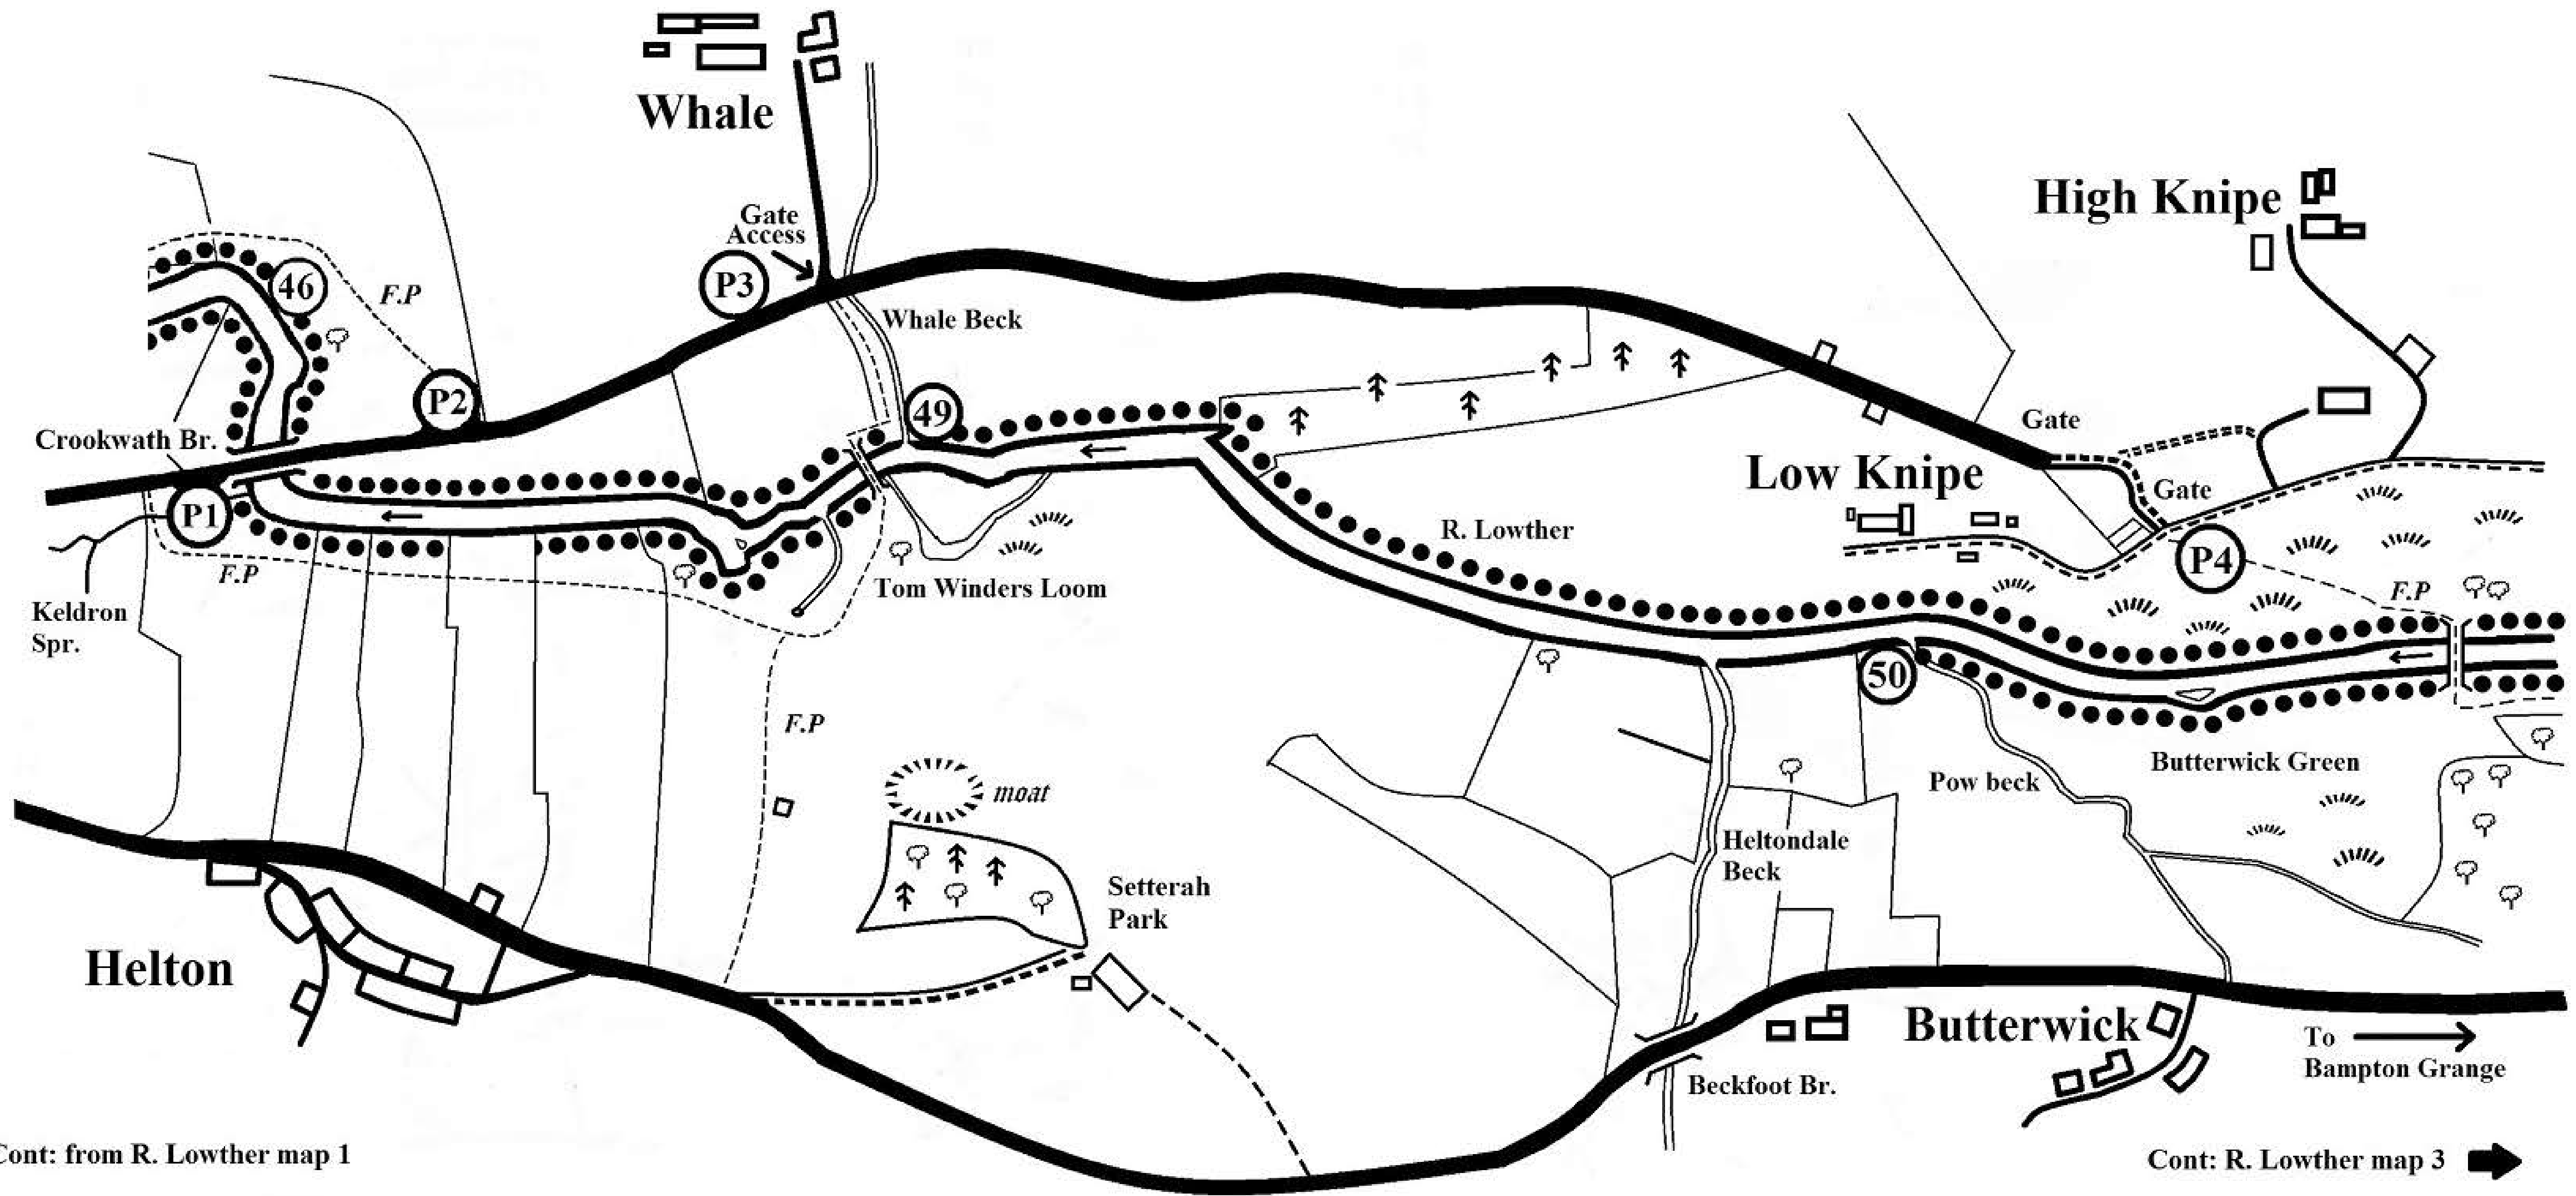 Whale
High Knipe
Gate
Access
P3
46
F.P
Whale Beck
P2
49
Crookwath Br.
Gate
Low Knipe
Gate
P1
R. Lowther
P4
F.P
Tom Winders Loom
F.P
Keldron
Spr.
50
F.P
Butterwick Green
moat
Pow beck
Heltondale
Beck
Setterah
Park
Helton
Butterwick
To
Bampton Grange
Beckfoot Br.
Cont: from R. Lowther map 1
Cont: R. Lowther map 3